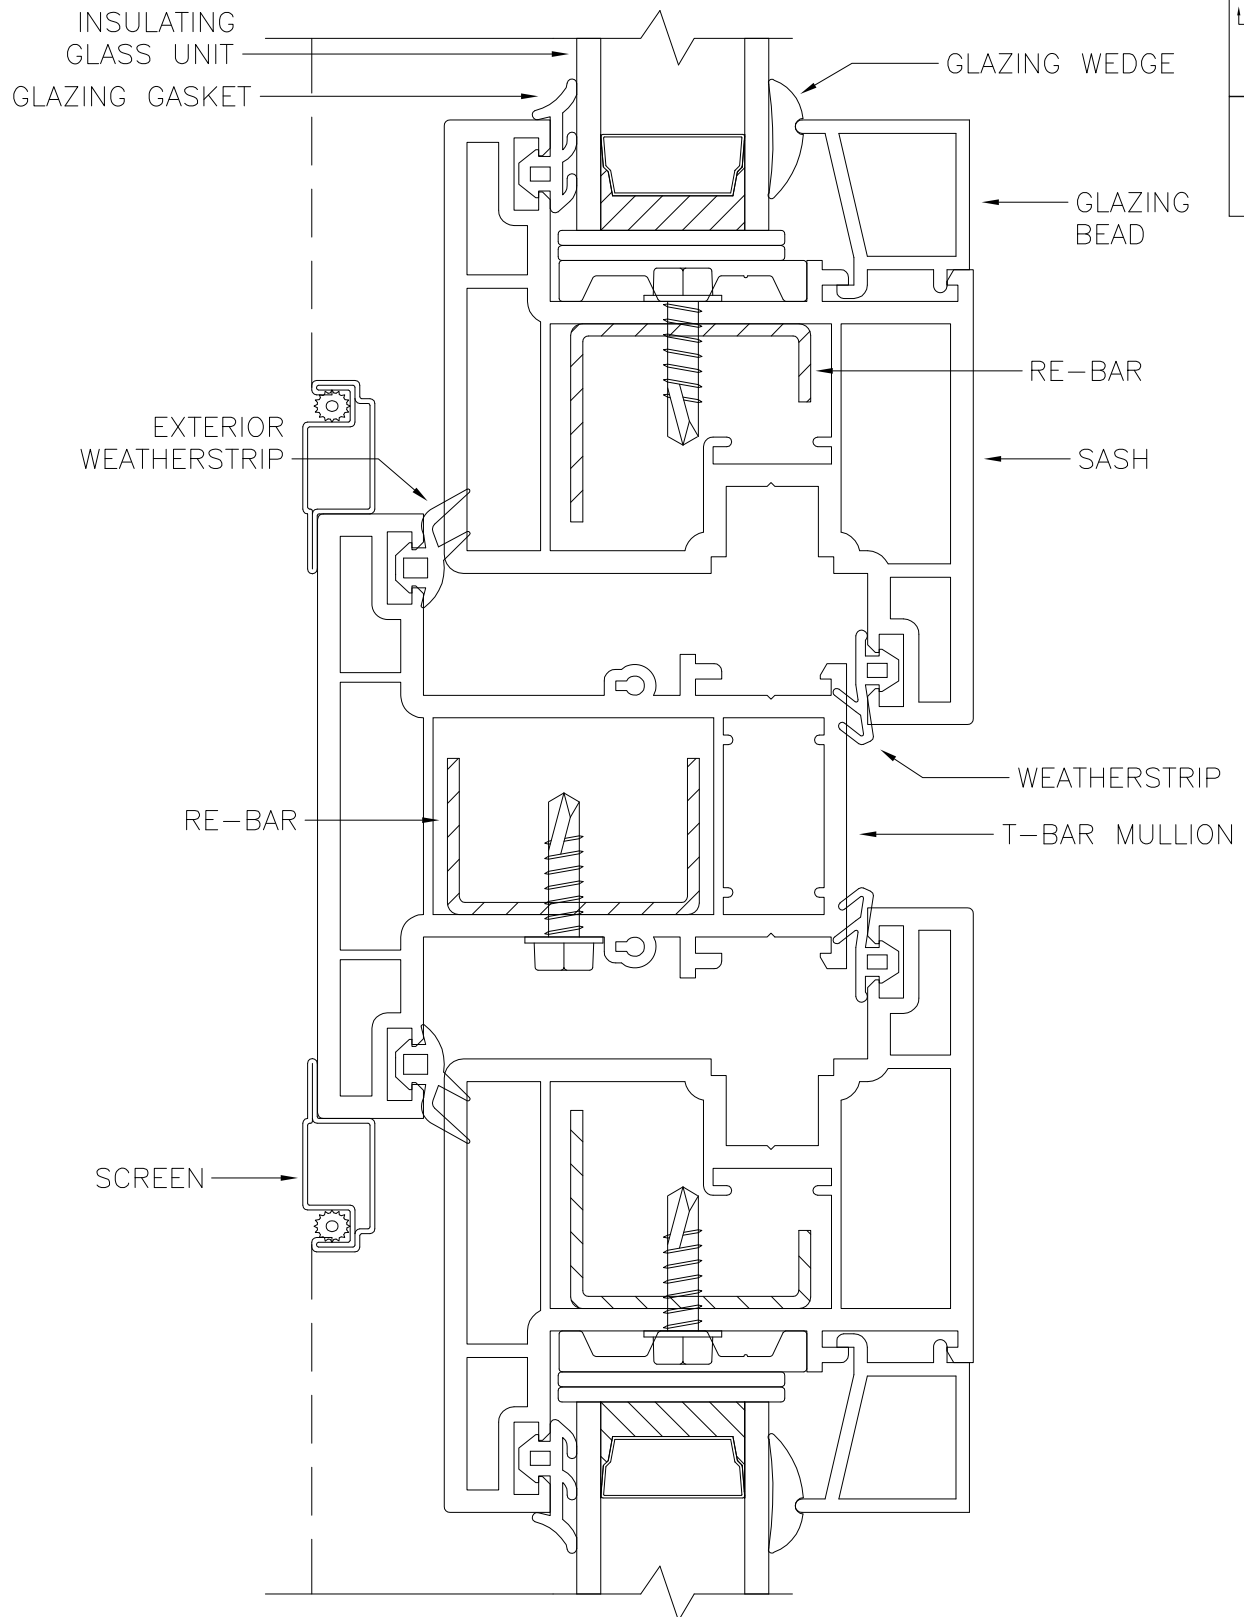 INSULATING
GLASS UNIT
GLAZING WEDGE
GLAZING GASKET
GLAZING
BEAD
RE-BAR
EXTERIOR
WEATHERSTRIP
SASH
WEATHERSTRIP
RE-BAR
T-BAR MULLION
SCREEN